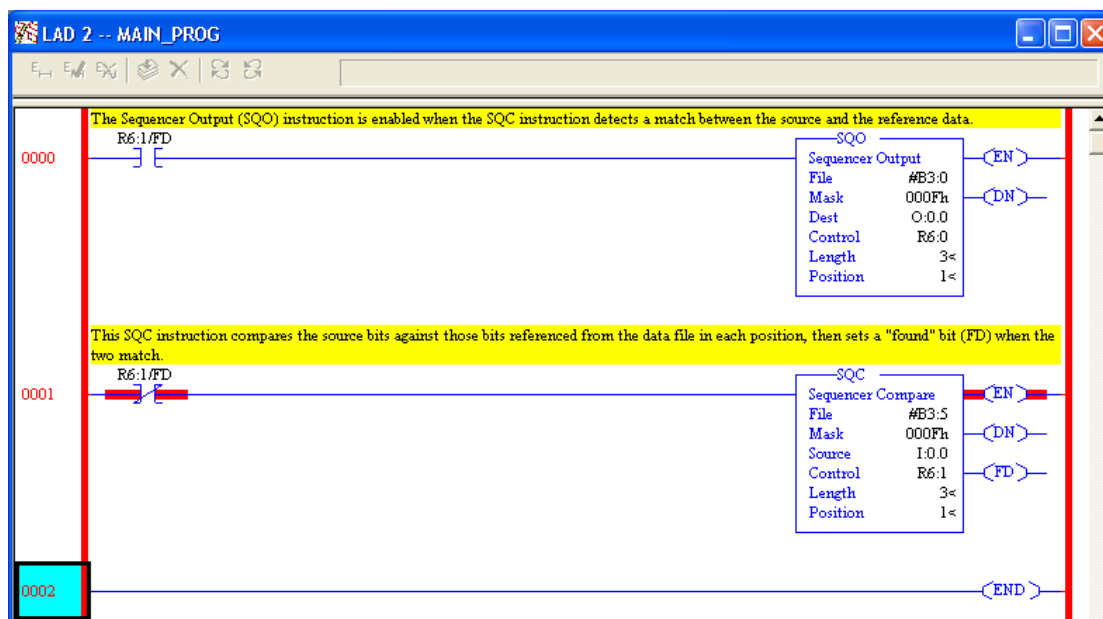 LAD 2 -- MAIN_PROG
The Sequencer Output (SQO) instruction is enabled when the SQC instruction detects a match between the source and the reference data.
R6:1/FD
0000
SQO
Sequencer Output
File #B3:0
Mask 000Fh
Dest O:0.0
Control R6:0
Length 3<
Position 1<
EN
DN
This SQC instruction compares the source bits against those bits referenced from the data file in each position, then sets a "found" bit (FD) when the
two match.
R6:1/FD
0001
SQC
Sequencer Compare
File #B3:5
Mask 000Fh
Source I:0.0
Control R6:1
Length 3<
Position 1<
EN
DN
FD
0002
END